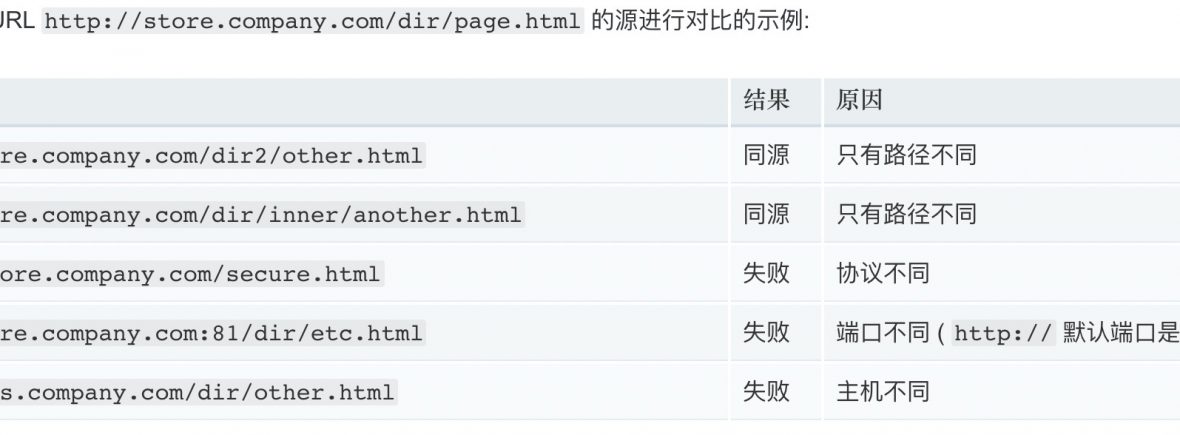 URL http://store.company.com/dir/page.html 的源进行对比的示例:
结果 原因
re.company.com/dir2/other.html 同源 只有路径不同
re.company.com/dir/inner/another.html 同源 只有路径不同
ore.company.com/secure.html 失败 协议不同
re.company.com:81/dir/etc.html 失败 端口不同 ( http:// 默认端口是
s.company.com/dir/other.html 失败 主机不同